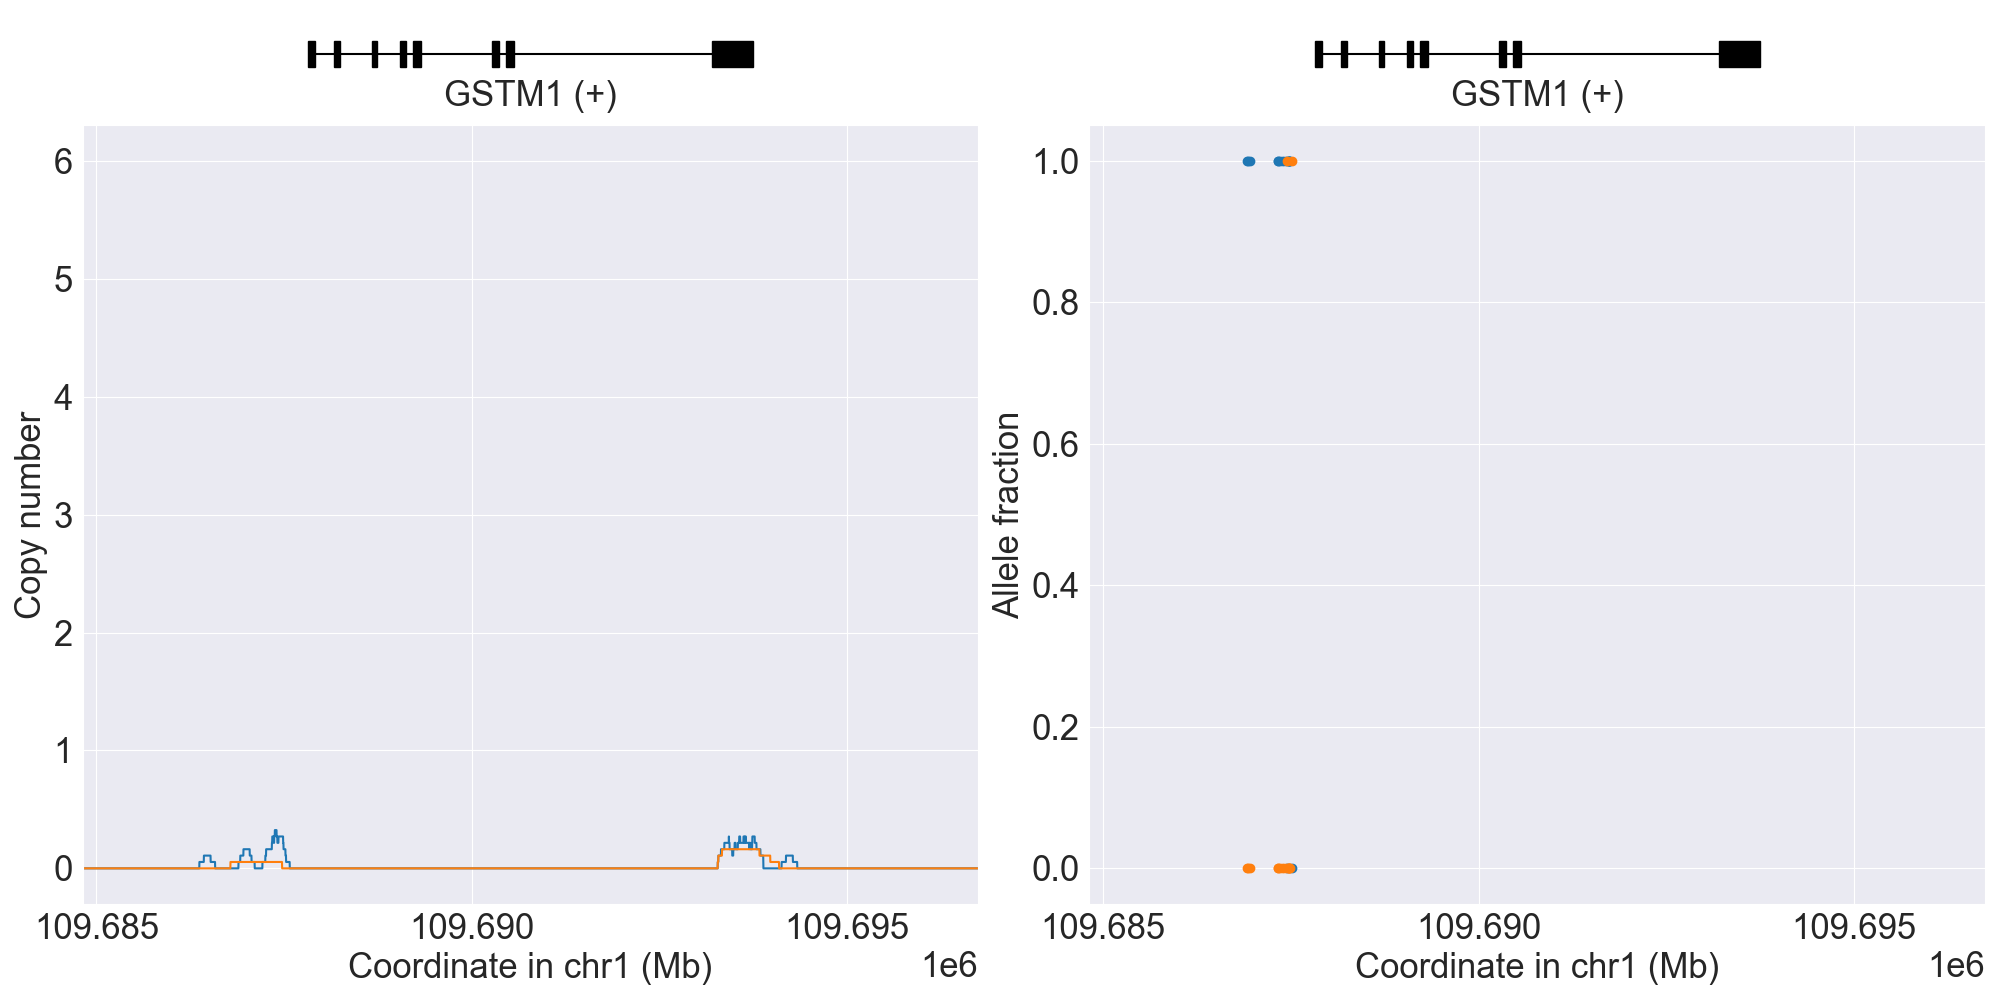 GSTM1 (+)
6
5
4
3
2
1
0
Copy number
109.685
109.690
109.695
Coordinate in chr1 (Mb)
1e6
GSTM1 (+)
1.0
0.8
0.6
0.4
0.2
0.0
Allele fraction
109.685
109.690
109.695
Coordinate in chr1 (Mb)
1e6